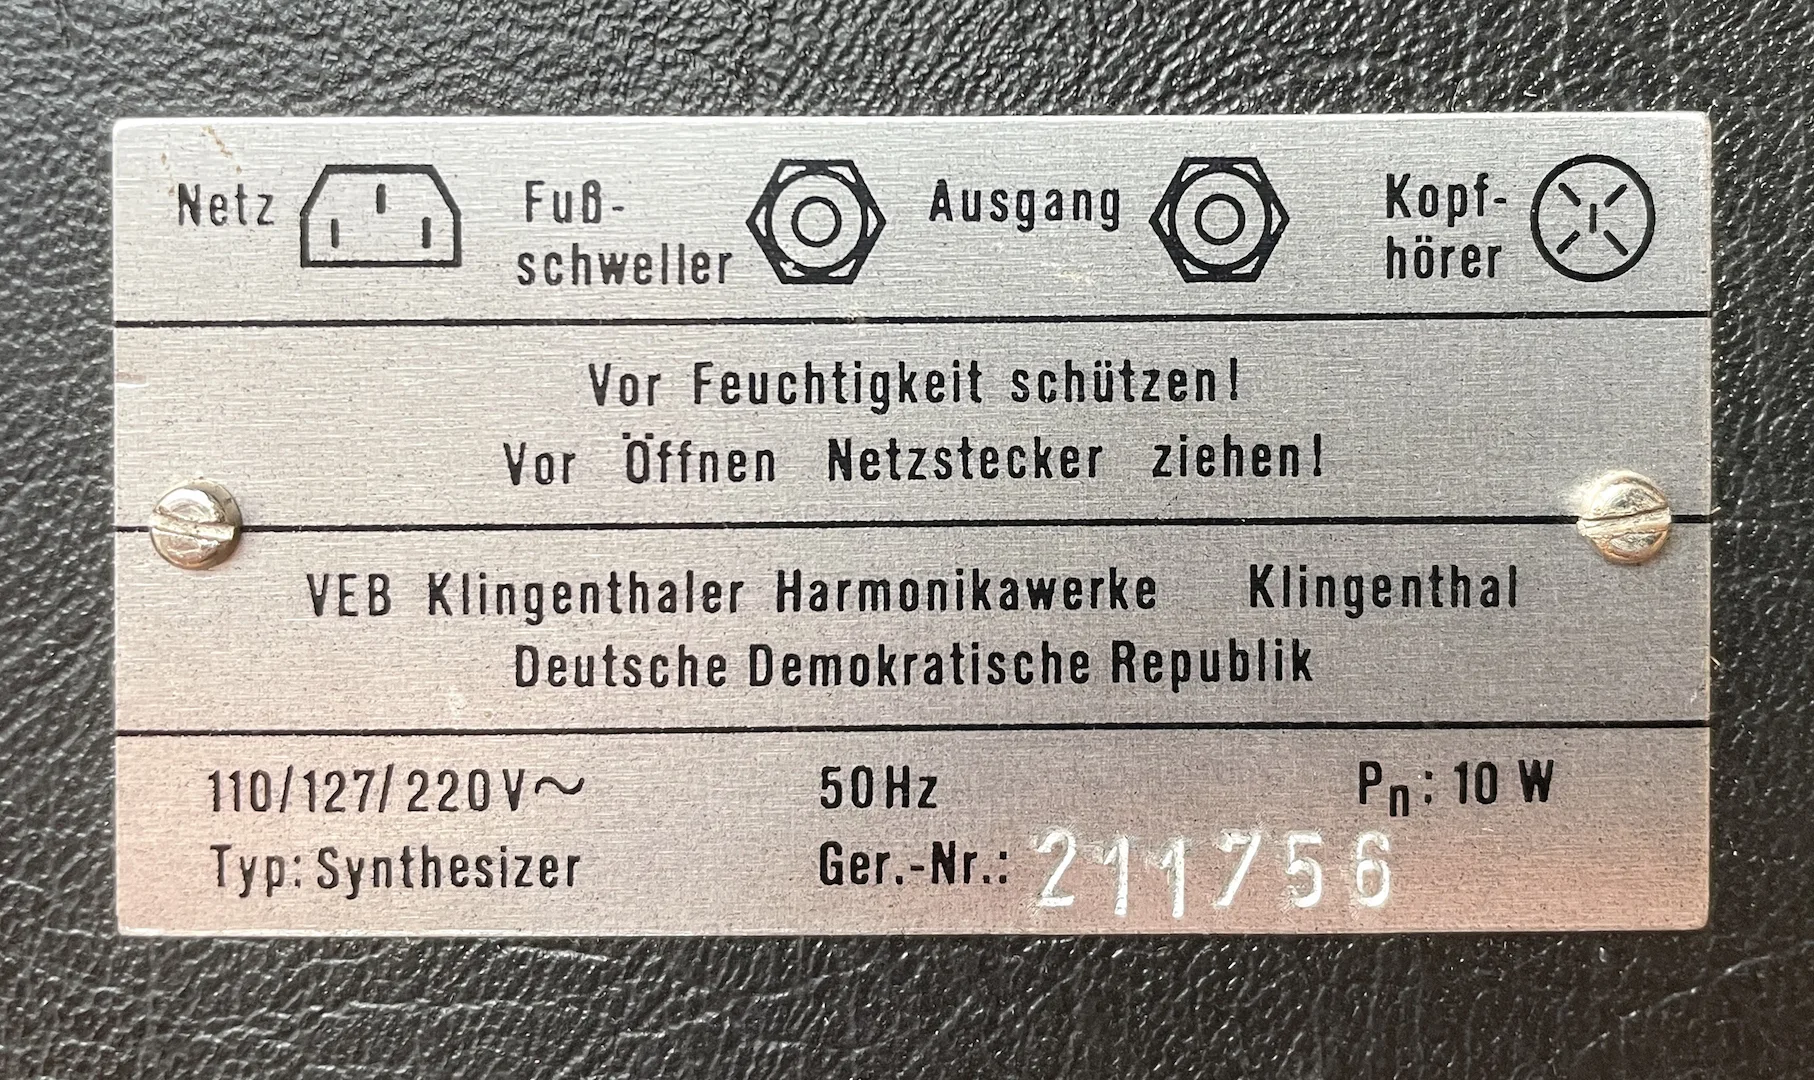 Netz
Fuß-
schweller
Ausgang
Kopf-
hörer
Vor Feuchtigkeit schützen!
Vor Öffnen Netzstecker ziehen!
VEB Klingenthaler Harmonikawerke Klingenthal
Deutsche Demokratische Republik
110/127/220V~ 50Hz Pn: 10 W
Typ: Synthesizer Ger.-Nr.: 211756